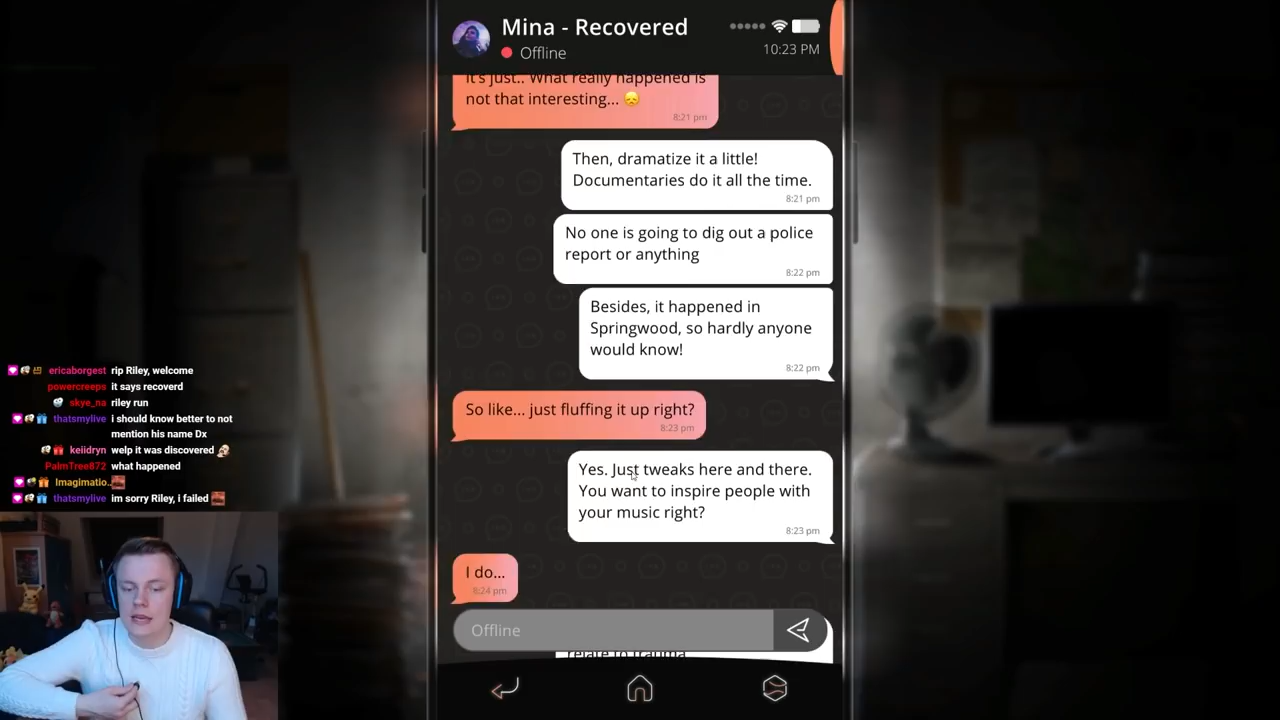 Mina - Recovered
Offline
10:23 PM
it's just.. What really happened is
not that interesting... 😞
8:21 pm
Then, dramatize it a little!
Documentaries do it all the time.
8:21 pm
No one is going to dig out a police
report or anything
8:22 pm
Besides, it happened in
Springwood, so hardly anyone
would know!
8:22 pm
So like... just fluffing it up right?
8:23 pm
Yes. Just tweaks here and there.
You want to inspire people with
your music right?
8:23 pm
I do...
8:24 pm
Offline
relate to trauma
ericaborgest rip Riley, welcome
powercreeps it says recoverd
skye_na riley run
thatsmylive i should know better to not
mention his name Dx
keiidryn welp it was discovered
PalmTree872 what happened
Imaginatio..
thatsmylive im sorry Riley, i failed